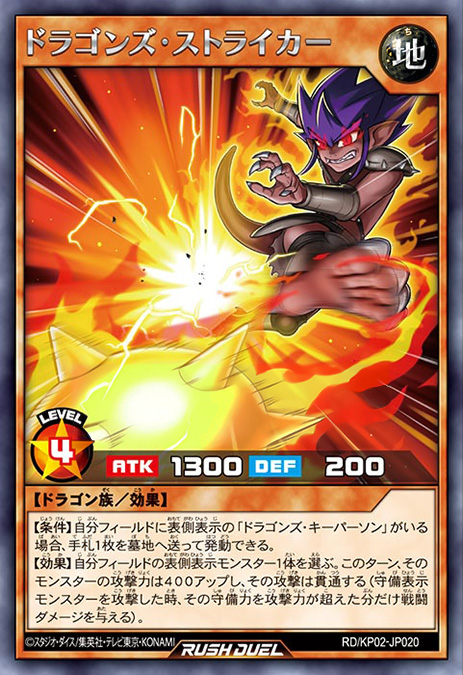 ドラゴンズ・ストライカー
ち
地
LEVEL
4
ATK 1300 DEF 200
【ドラゴン族／効果】
【条件】自分フィールドに表側表示の「ドラゴンズ・キーパーソン」がいる
場合、手札1枚を墓地へ送って発動できる。
【効果】自分フィールドの表側表示モンスター1体を選ぶ。このターン、その
モンスターの攻撃力は400アップし、その攻撃は貫通する（守備表示
モンスターを攻撃した時、その守備力を攻撃力が超えた分だけ戦闘
ダメージを与える）。
©スタジオ・ダイス/集英社・テレビ東京・KONAMI
RUSH DUEL
RD/KP02-JP020